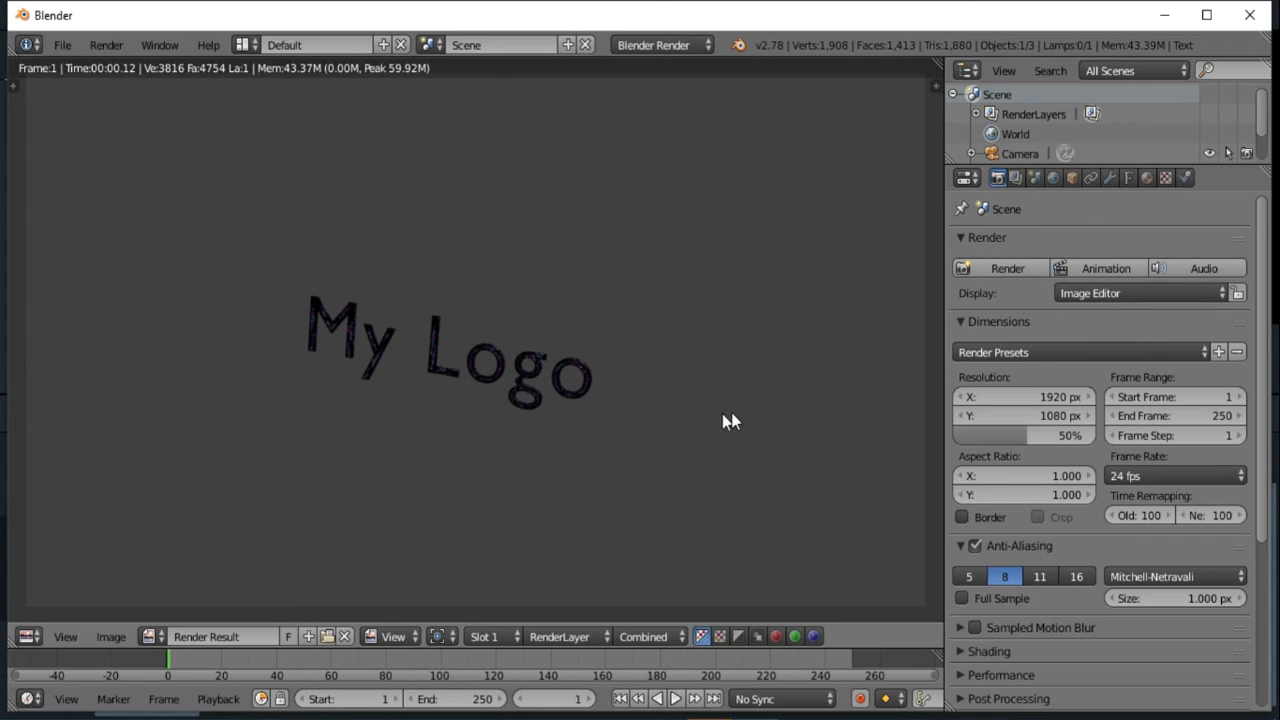 Blender
File Render Window Help Default Scene Blender Render v2.78 | Verts:1,908 | Faces:1,413 | Tris:1,880 | Objects:1/3 | Lamps:0/1 | Mem:43.39M | Text
Frame:1 | Time:00:00.12 | Ve:3816 Fa:4754 La:1 | Mem:43.37M (0.00M, Peak 59.92M)
View Search All Scenes
Scene
RenderLayers
World
Camera
Scene
Render
Render Animation Audio
Display: Image Editor
Dimensions
Render Presets
Resolution: Frame Range:
X: 1920 px Start Frame: 1
Y: 1080 px End Frame: 250
50% Frame Step: 1
Aspect Ratio: Frame Rate:
X: 1.000 24 fps
Y: 1.000 Time Remapping:
Border Crop Old: 100 Ne: 100
Anti-Aliasing
5 8 11 16 Mitchell-Netravali
Full Sample Size: 1.000 px
Sampled Motion Blur
Shading
Performance
Post Processing
My Logo
View Image Render Result F View Slot 1 RenderLayer Combined
-40 -20 0 20 40 60 80 100 120 140 160 180 200 220 240 260
View Marker Frame Playback Start: 1 End: 250 1 No Sync